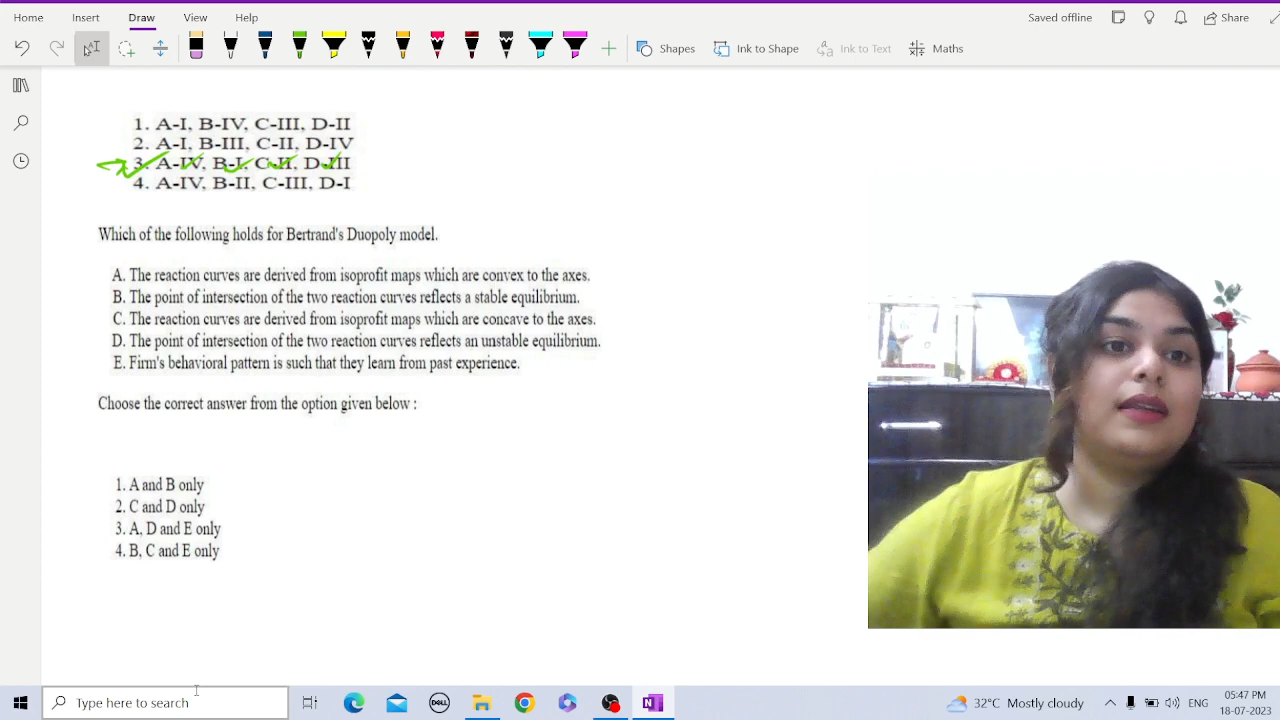 Home Insert Draw View Saved offline Share
Shapes Ink to Shape Ink to Text Maths
1. A-I, B-IV, C-III, D-II
2. A-I, B-III, C-II, D-IV
3. A-IV, B-I, C-II, D-III
4. A-IV, B-II, C-III, D-I
Which of the following holds for Bertrand's Duopoly model.
A. The reaction curves are derived from isoprofit maps which are convex to the axes.
B. The point of intersection of the two reaction curves reflects a stable equilibrium.
C. The reaction curves are derived from isoprofit maps which are concave to the axes.
D. The point of intersection of the two reaction curves reflects an unstable equilibrium.
E. Firm's behavioral pattern is such that they learn from past experience.
Choose the correct answer from the option given below :
1. A and B only
2. C and D only
3. A, D and E only
4. B, C and E only
Type here to search DELL N 32°C Mostly cloudy ENG 5:47 PM
18-07-2023